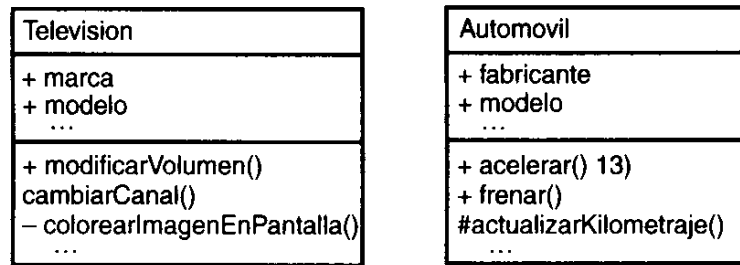 Television
+ marca
+ modelo
...
+ modificarVolumen()
cambiarCanal()
– colorearImagenEnPantalla()
...
Automovil
+ fabricante
+ modelo
...
+ acelerar() 13)
+ frenar()
#actualizarKilometraje()
...